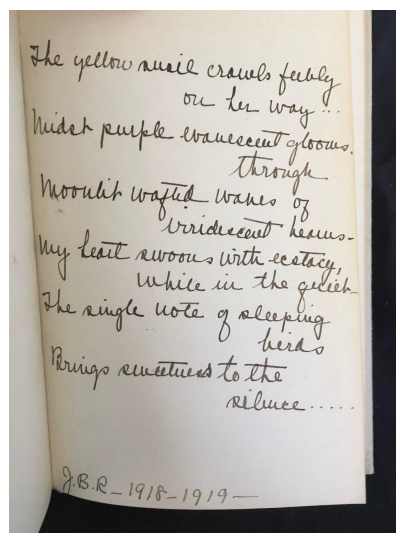 The yellow snail crawls feebly
on her way....
Midst purple evanescent glooms.
through
Moonlit wafted waves of
irridescent beams-
My heart swoons with ecstacy,
while in the quiet-
The single note of sleeping
birds
Brings sweetness to the
silence.....
J.B.R- 1918-1919-